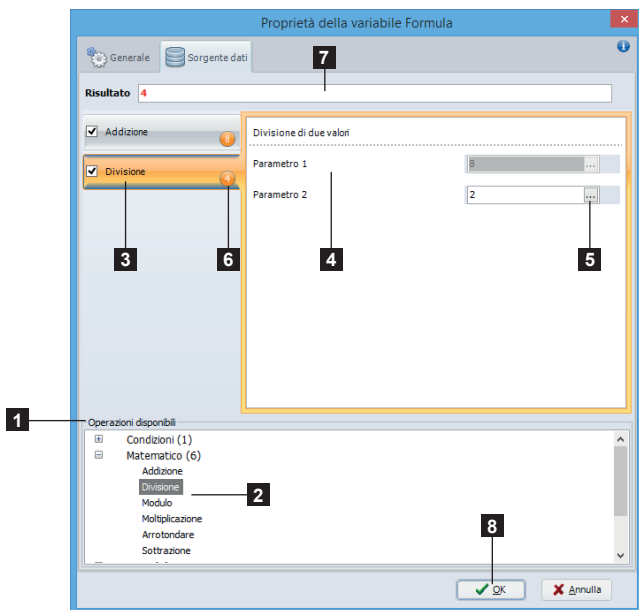 Proprietà della variabile Formula
Generale
Sorgente dati
7
Risultato 4
Addizione 8
Divisione 4
Divisione di due valori
Parametro 1 8 ...
Parametro 2 2 ...
3
6
4
5
1
Operazioni disponibili
Condizioni (1)
Matematico (6)
Addizione
Divisione
2
Modulo
Moltiplicazione
Arrotondare
Sottrazione
8
OK
Annulla